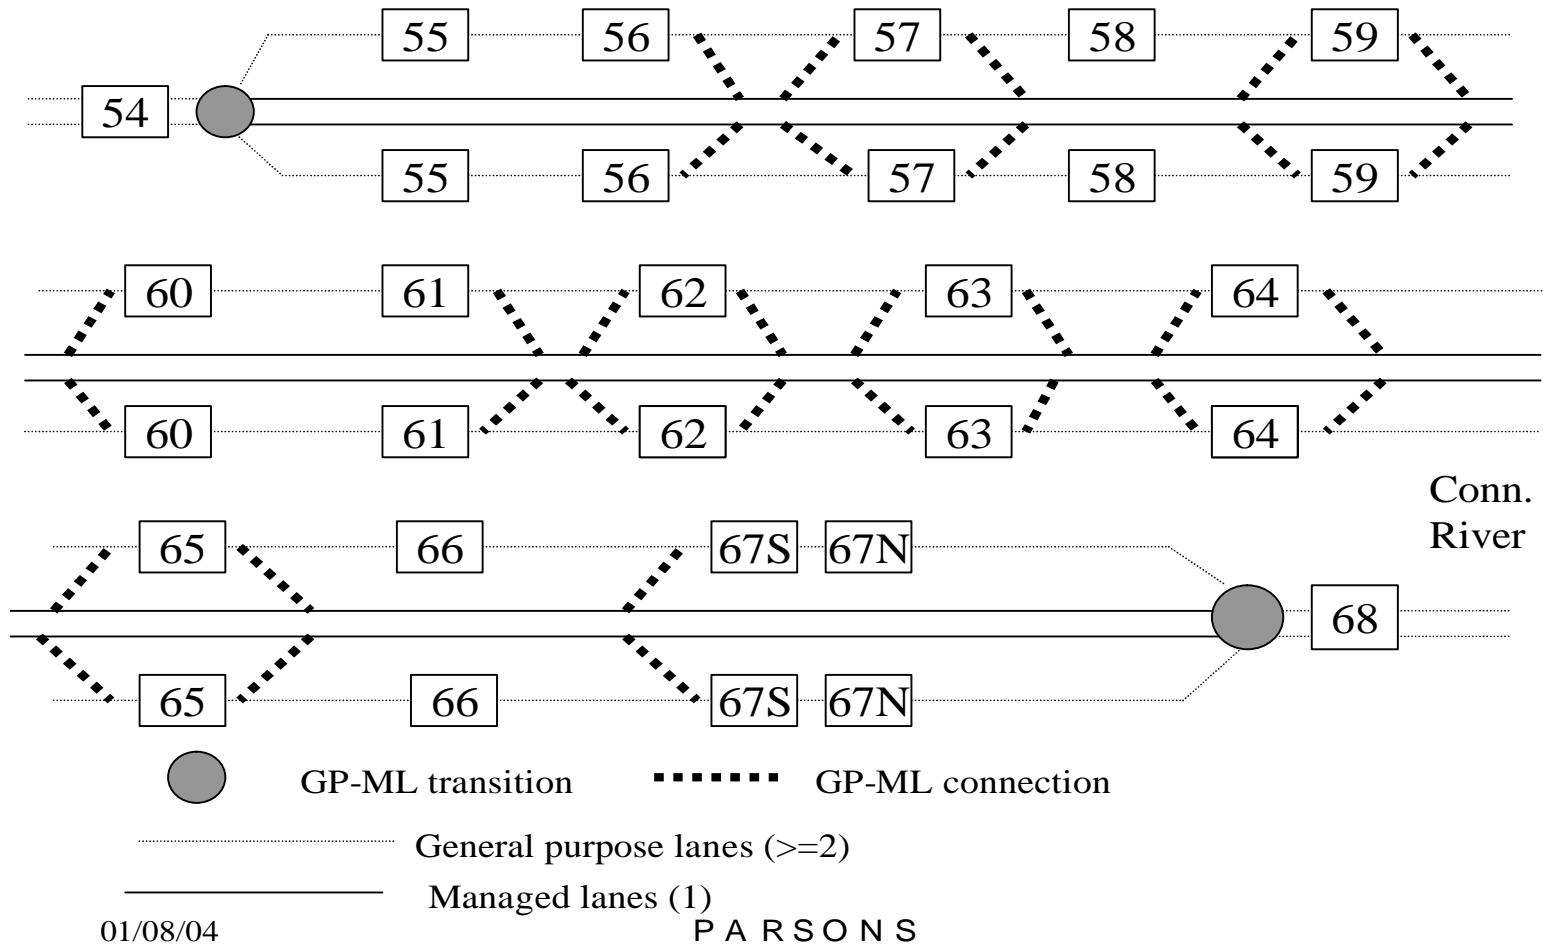 55 56 57 58 59
54
55 56 57 58 59
60 61 62 63 64
60 61 62 63 64
Conn.
River
65 66 67S 67N
68
65 66 67S 67N
GP-ML transition GP-ML connection
General purpose lanes (>=2)
Managed lanes (1)
01/08/04 PARSONS